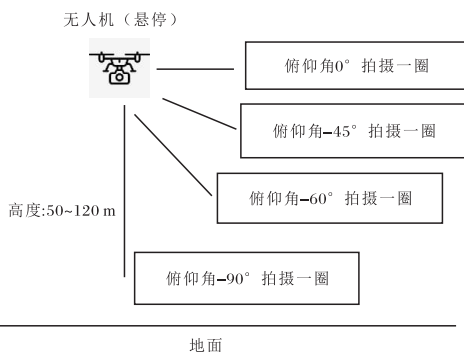 无人机（悬停）
俯仰角0° 拍摄一圈
俯仰角–45° 拍摄一圈
俯仰角–60° 拍摄一圈
高度:50~120 m
俯仰角–90° 拍摄一圈
地面